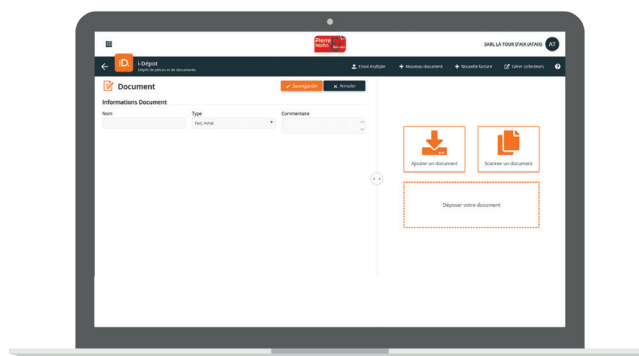 Pierre
SARL LA TOUR D'AIX (ATAIX) AT
iD. i-Dépôt
Dépôt de pièces et de documents
Envoi multiple + Nouveau document + Nouvelle facture Gérer collecteurs ?
Document
Sauvegarder x Annuler
Informations Document
Nom Type Commentaire
Fact. Achat
Ajouter un document Scanner un document
Déposer votre document